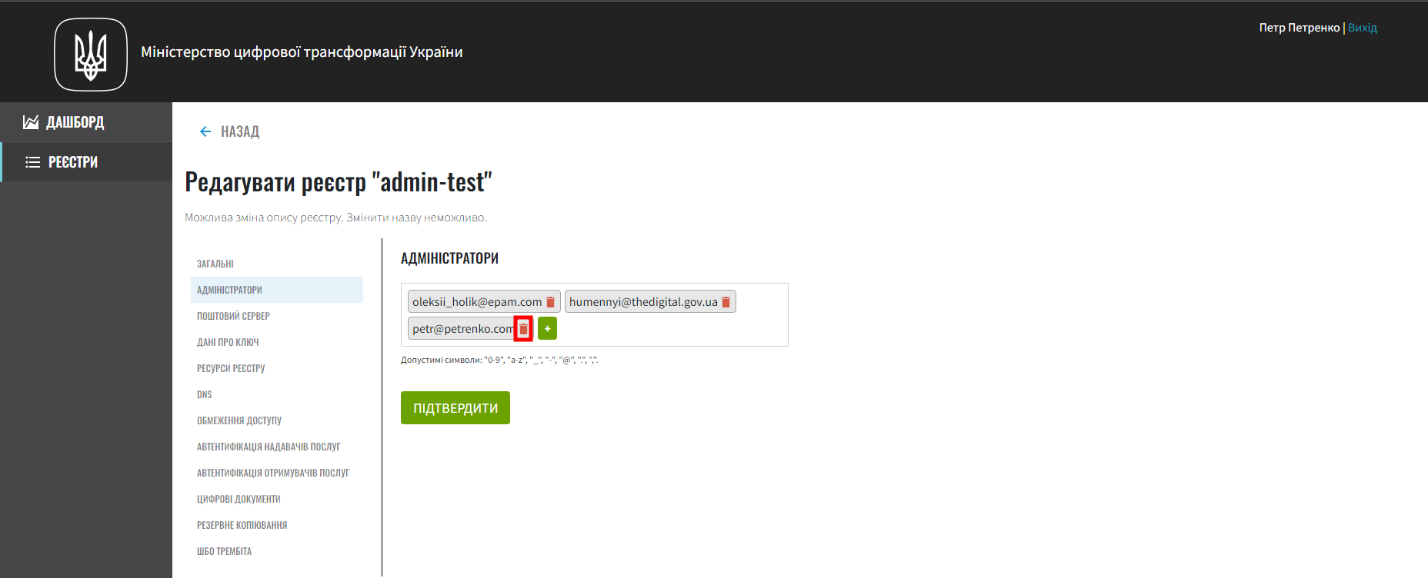 Міністерство цифрової трансформації України
Петр Петренко | Вихід
ДАШБОРД
РЕЄСТРИ
НАЗАД
Редагувати реєстр "admin-test"
Можлива зміна опису реєстру. Змінити назву неможливо.
ЗАГАЛЬНІ
АДМІНІСТРАТОРИ
ПОШТОВИЙ СЕРВЕР
ДАНІ ПРО КЛЮЧ
РЕСУРСИ РЕЄСТРУ
DNS
ОБМЕЖЕННЯ ДОСТУПУ
АВТЕНТИФІКАЦІЯ НАДАВАЧІВ ПОСЛУГ
АВТЕНТИФІКАЦІЯ ОТРИМУВАЧІВ ПОСЛУГ
ЦИФРОВІ ДОКУМЕНТИ
РЕЗЕРВНЕ КОПІЮВАННЯ
ШБО ТРЕМБІТА
АДМІНІСТРАТОРИ
oleksii_holik@epam.com humennyi@thedigital.gov.ua
petr@petrenko.com +
Допустимі символи: "0-9", "a-z", "_", "-", "@", ".", ",".
ПІДТВЕРДИТИ